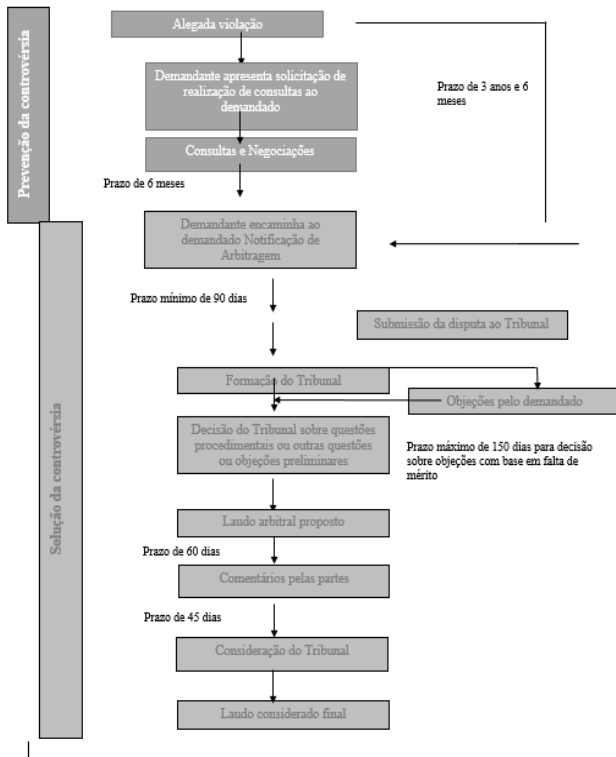 Prevenção da controvérsia
Alegada violação
Demandante apresenta solicitação de
realização de consultas ao
demandado
Prazo de 3 anos e 6
meses
Consultas e Negociações
Prazo de 6 meses
Solução da controvérsia
Demandante encaminha ao
demandado Notificação de
Arbitragem
Prazo mínimo de 90 dias
Submissão da disputa ao Tribunal
Formação do Tribunal
Objeções pelo demandado
Decisão do Tribunal sobre questões
procedimentais ou outras questões
ou objeções preliminares
Prazo máximo de 150 dias para decisão
sobre objeções com base em falta de
mérito
Laudo arbitral proposto
Prazo de 60 dias
Comentários pelas partes
Prazo de 45 dias
Consideração do Tribunal
Laudo considerado final